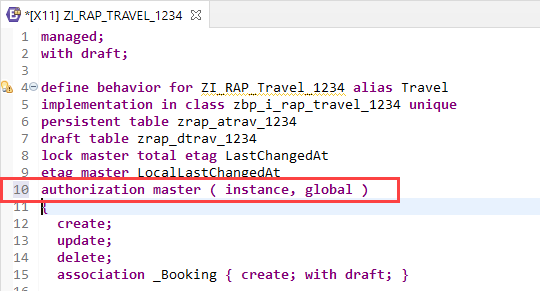 *[X11] ZI_RAP_TRAVEL_1234
1 managed;
2 with draft;
3
4 define behavior for ZI_RAP_Travel_1234 alias Travel
5 implementation in class zbp_i_rap_travel_1234 unique
6 persistent table zrap_atrav_1234
7 draft table zrap_dtrav_1234
8 lock master total etag LastChangedAt
9 etag master LocalLastChangedAt
10 authorization master ( instance, global )
11 {
12 create;
13 update;
14 delete;
15 association _Booking { create; with draft; }